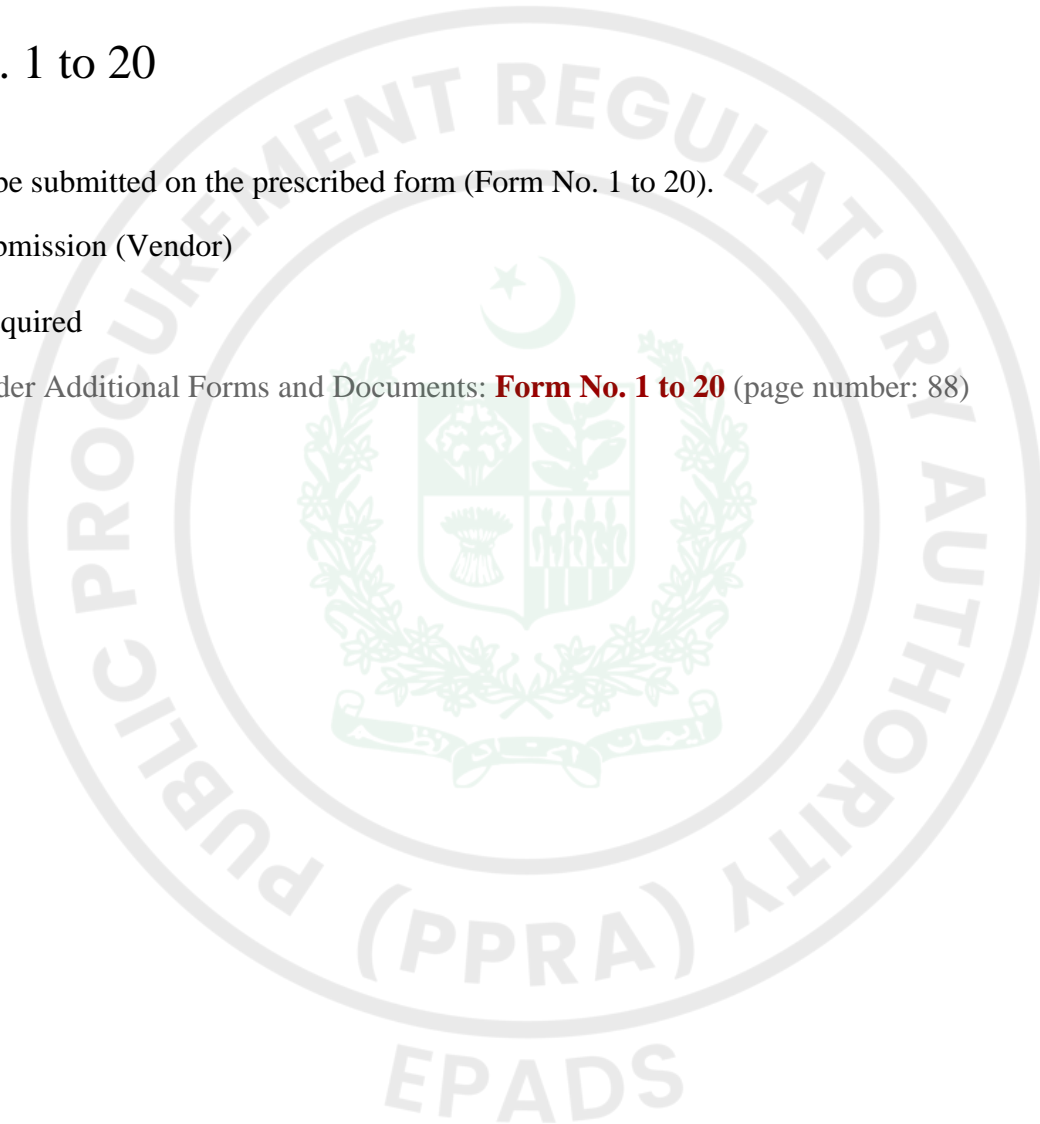 . 1 to 20
be submitted on the prescribed form (Form No. 1 to 20).
mission (Vendor)
quired
der Additional Forms and Documents: Form No. 1 to 20 (page number: 88)
PUBLIC PROCUREMENT REGULATORY AUTHORITY
(PPRA)
EPADS